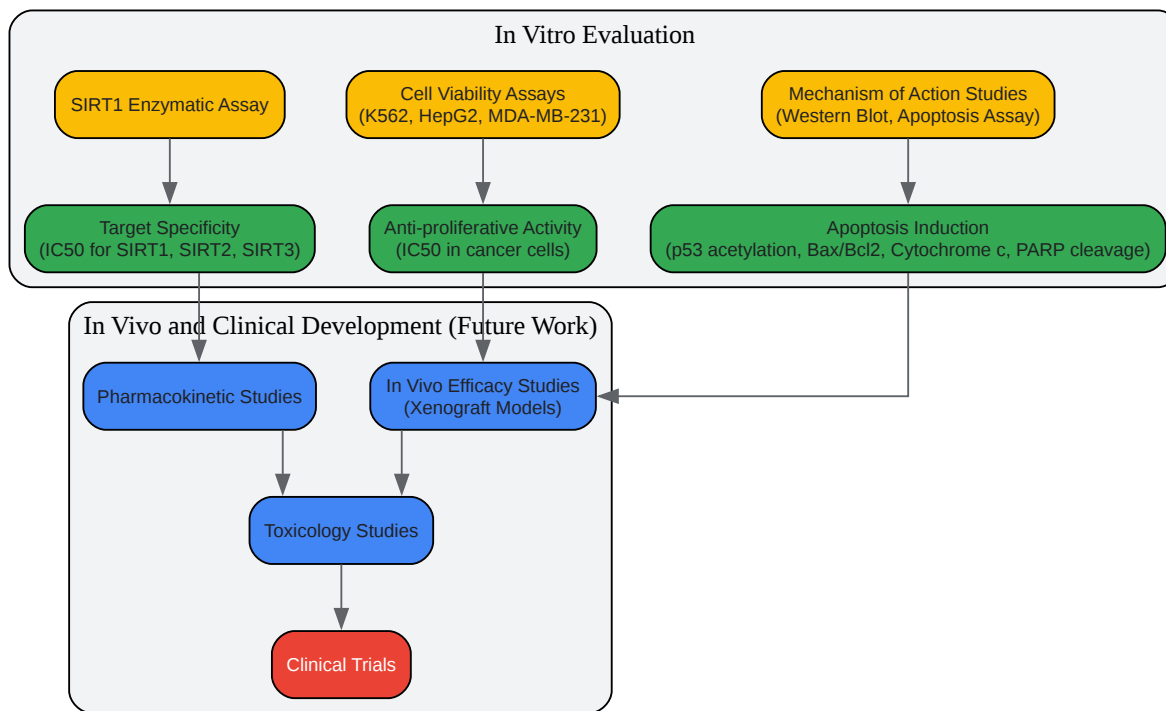 In Vitro Evaluation
SIRT1 Enzymatic Assay
Cell Viability Assays
(K562, HepG2, MDA-MB-231)
Mechanism of Action Studies
(Western Blot, Apoptosis Assay)
Target Specificity
(IC50 for SIRT1, SIRT2, SIRT3)
Anti-proliferative Activity
(IC50 in cancer cells)
Apoptosis Induction
(p53 acetylation, Bax/Bcl2, Cytochrome c, PARP cleavage)
In Vivo and Clinical Development (Future Work)
Pharmacokinetic Studies
In Vivo Efficacy Studies
(Xenograft Models)
Toxicology Studies
Clinical Trials